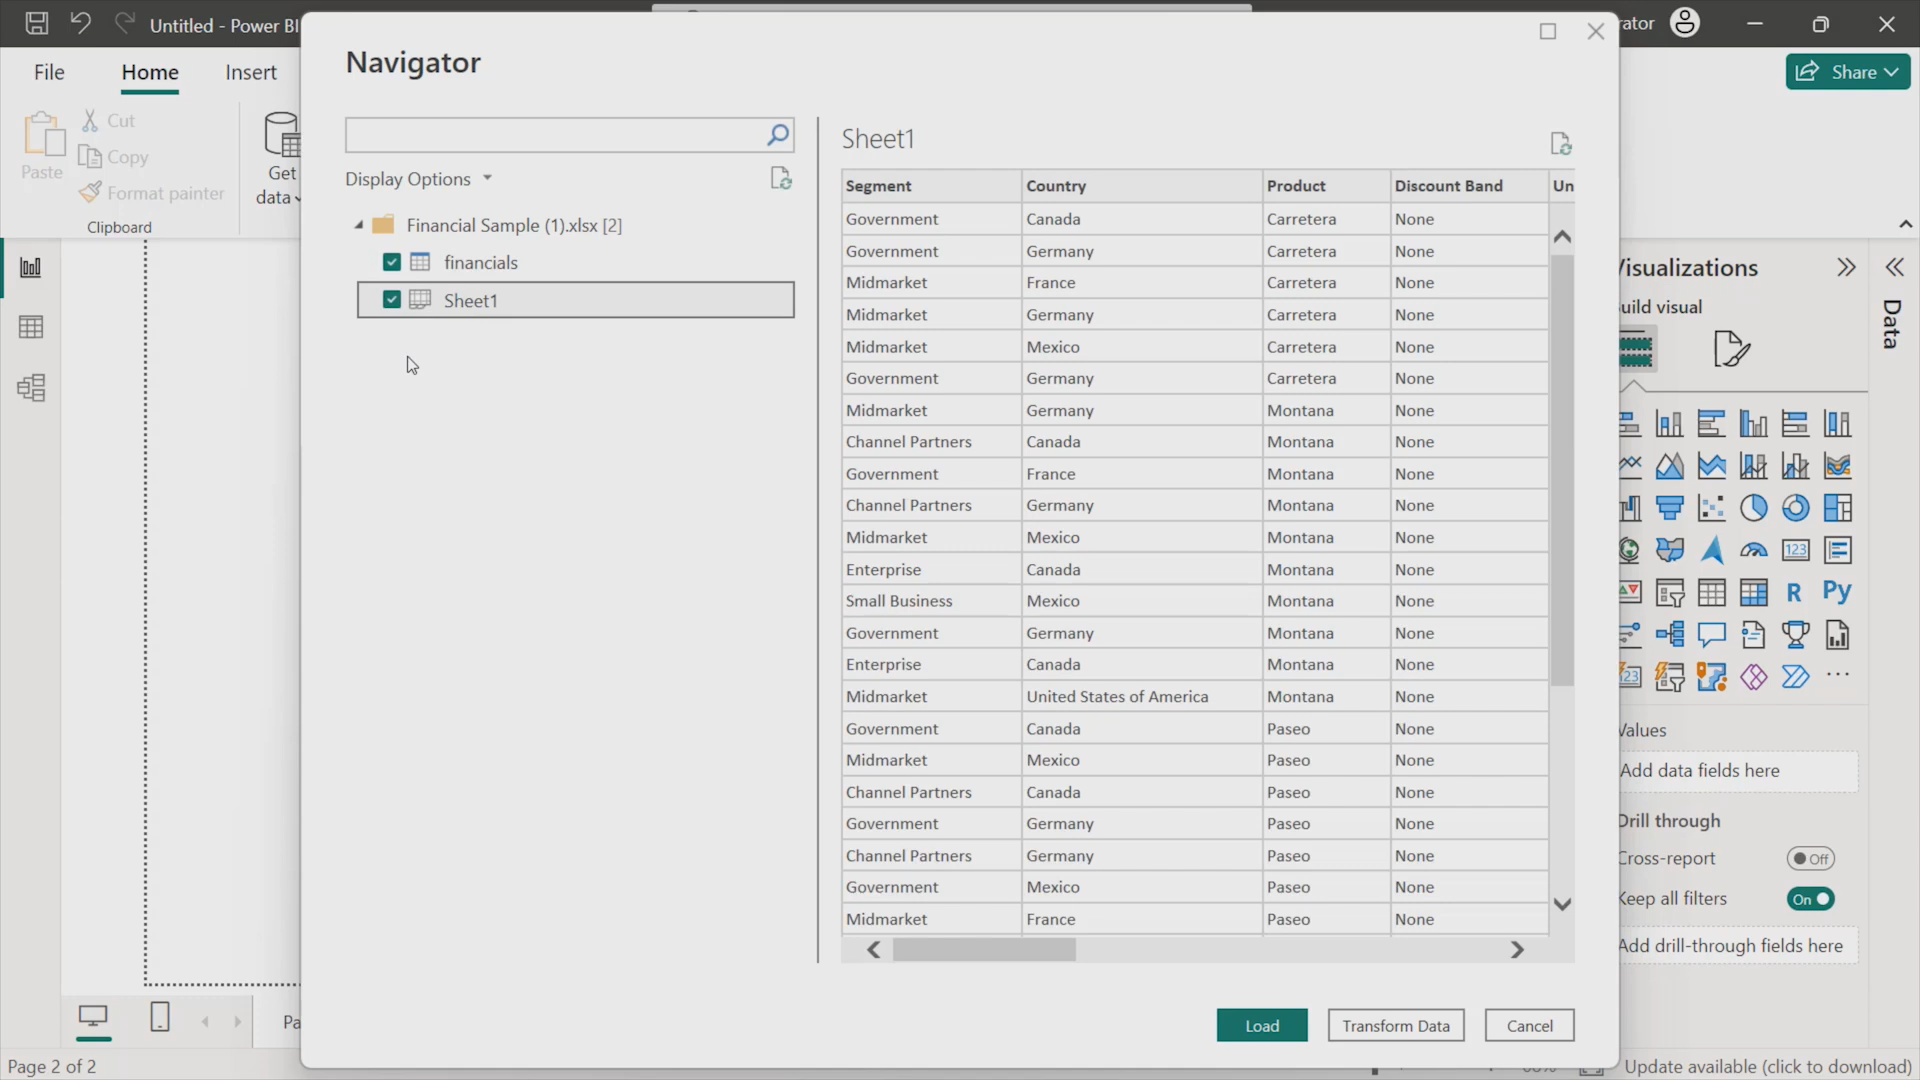 Untitled - Power BI
rator
File
Home
Insert
Share
Paste
Cut
Copy
Format painter
Clipboard
Get
data
Navigator
Display Options
Financial Sample (1).xlsx [2]
financials
Sheet1
Sheet1
Segment Country Product Discount Band Un
Government Canada Carretera None
Government Germany Carretera None
Midmarket France Carretera None
Midmarket Germany Carretera None
Midmarket Mexico Carretera None
Government Germany Carretera None
Midmarket Germany Montana None
Channel Partners Canada Montana None
Government France Montana None
Channel Partners Germany Montana None
Midmarket Mexico Montana None
Enterprise Canada Montana None
Small Business Mexico Montana None
Government Germany Montana None
Enterprise Canada Montana None
Midmarket United States of America Montana None
Government Canada Paseo None
Midmarket Mexico Paseo None
Channel Partners Canada Paseo None
Government Germany Paseo None
Channel Partners Germany Paseo None
Government Mexico Paseo None
Midmarket France Paseo None
Load
Transform Data
Cancel
Visualizations
uild visual
Data
123
R
Py
123
Values
Add data fields here
Drill through
Cross-report
Off
Keep all filters
On
Add drill-through fields here
Pa
Page 2 of 2
Update available (click to download)